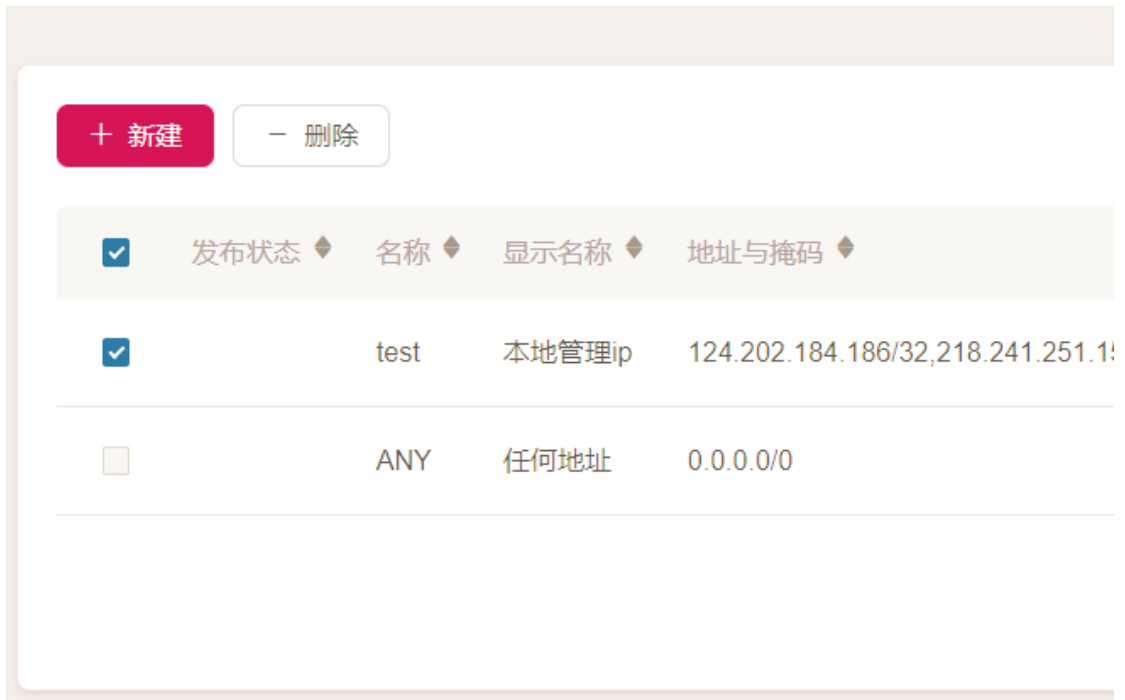 + 新建 - 删除
发布状态 名称 显示名称 地址与掩码
test 本地管理ip 124.202.184.186/32,218.241.251.1
ANY 任何地址 0.0.0.0/0